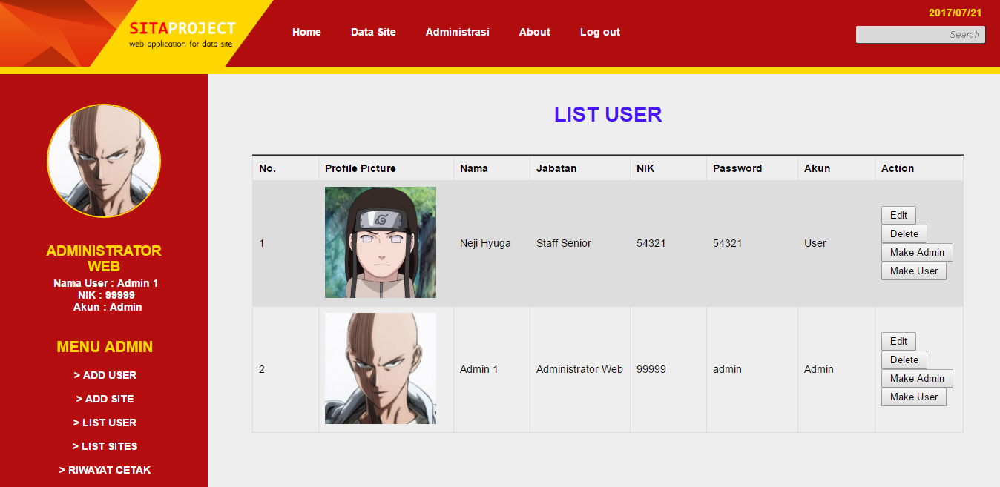 SITAPROJECT
web application for data site
Home Data Site Administrasi About Log out
2017/07/21
Search
ADMINISTRATOR
WEB
Nama User : Admin 1
NIK : 99999
Akun : Admin
MENU ADMIN
> ADD USER
> ADD SITE
> LIST USER
> LIST SITES
> RIWAYAT CETAK
LIST USER
No. Profile Picture Nama Jabatan NIK Password Akun Action
1 Neji Hyuga Staff Senior 54321 54321 User
Edit
Delete
Make Admin
Make User
2 Admin 1 Administrator Web 99999 admin Admin
Edit
Delete
Make Admin
Make User